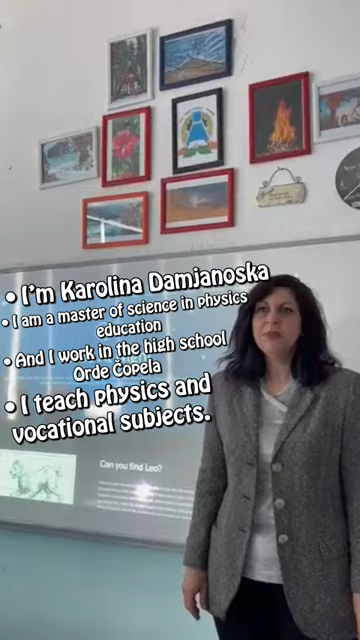 • I'm Karolina Damjanoska
• I am a master of science in physics
education
• And I work in the high school
Orde Čopela
• I teach physics and
vocational subjects.
Can you find Leo?